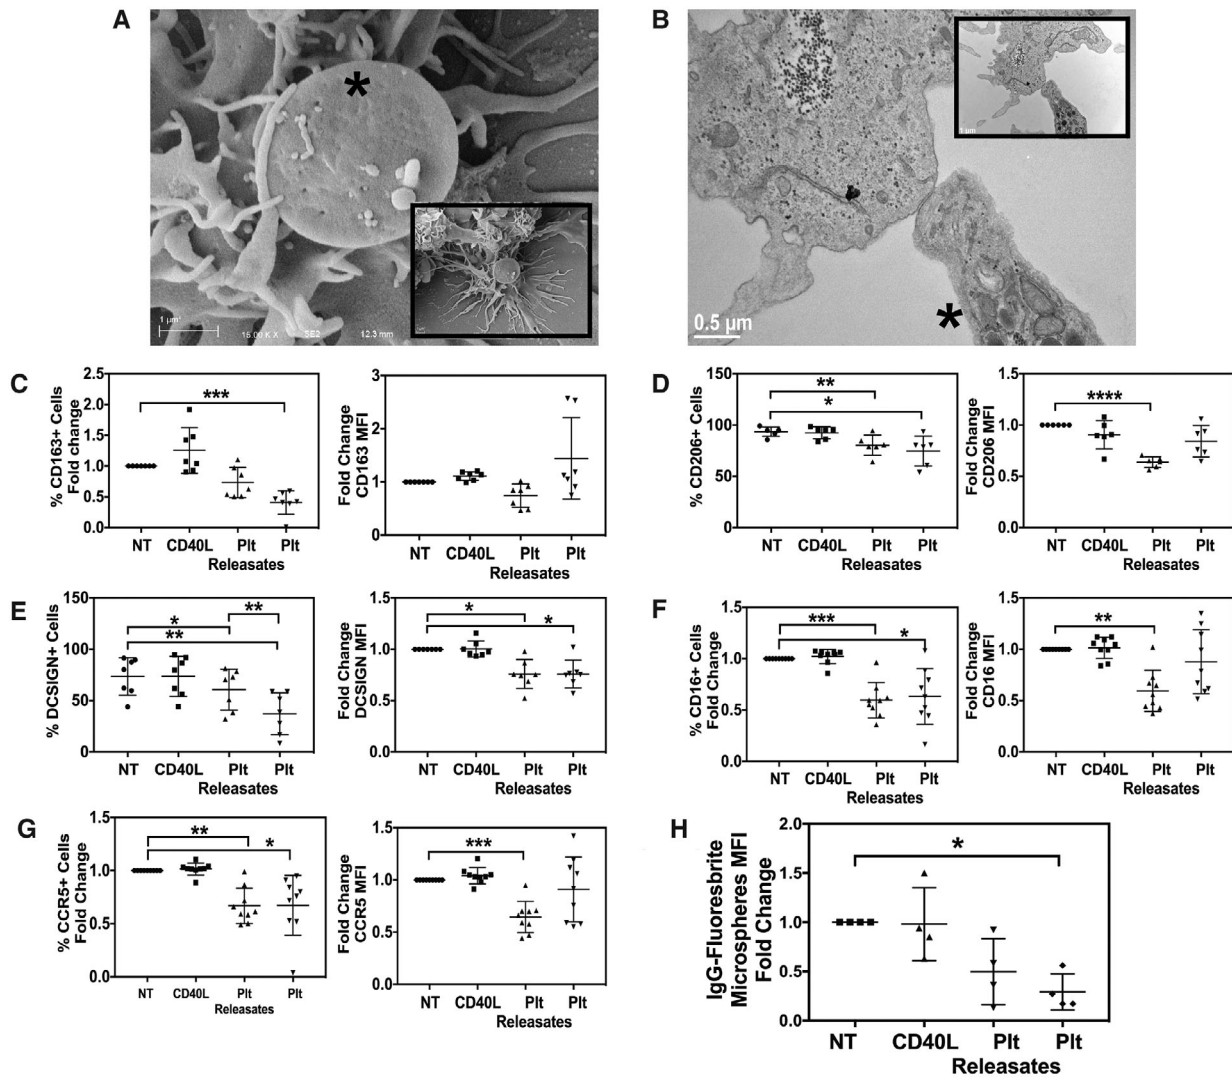 A
*
1 µm
16.00 K X
SE2
12.3 mm
B
1 µm
0.5 µm
*
C
% CD163+ Cells
Fold change
2.5
2.0
1.5
1.0
0.5
0.0
***
NT CD40L Plt Plt
Releasates
Fold Change
CD163 MFI
3
2
1
0
NT CD40L Plt Plt
Releasates
D
% CD206+ Cells
150
100
50
0
**
*
NT CD40L Plt Plt
Releasates
Fold Change
CD206 MFI
1.5
1.0
0.5
0.0
****
NT CD40L Plt Plt
Releasates
E
% DCSIGN+ Cells
150
100
50
0
* **
**
NT CD40L Plt Plt
Releasates
Fold Change
DCSIGN MFI
1.5
1.0
0.5
0.0
*
*
NT CD40L Plt Plt
Releasates
F
% CD16+ Cells
Fold Change
1.5
1.0
0.5
0.0
***
*
NT CD40L Plt Plt
Releasates
Fold Change
CD16 MFI
1.5
1.0
0.5
0.0
**
NT CD40L Plt Plt
Releasates
G
% CCR5+ Cells
Fold Change
1.5
1.0
0.5
0.0
**
*
NT CD40L Plt Plt
Releasates
Fold Change
CCR5 MFI
1.5
1.0
0.5
0.0
***
NT CD40L Plt Plt
Releasates
H
IgG-Fluoresbrite
Microspheres MFI
Fold Change
2.0
1.5
1.0
0.5
0.0
*
NT CD40L Plt Plt
Releasates